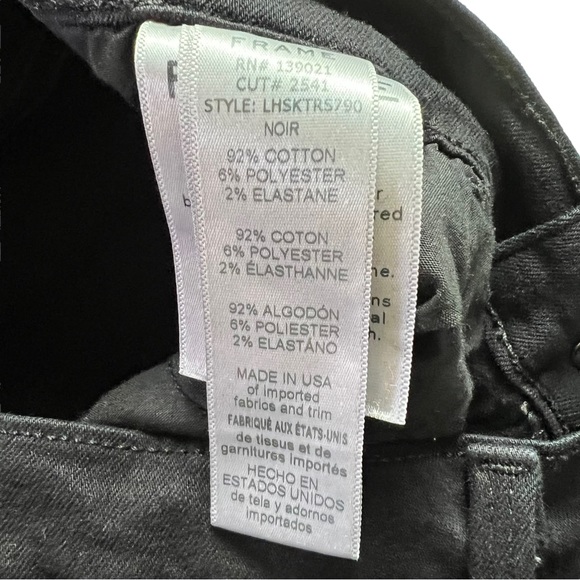 FRAME
RN# 139021
CUT# 2541
STYLE: LHSKTR5790
NOIR
92% COTTON
6% POLYESTER
2% ELASTANE
92% COTON
6% POLYESTER
2% ÉLASTHANNE
92% ALGODÓN
6% POLIESTER
2% ELASTÁNO
MADE IN USA
of imported
fabrics and trim
FABRIQUÉ AUX ÉTATS-UNIS
de tissus et de
garnitures importés
HECHO EN
ESTADOS UNIDOS
de tela y adornos
importados